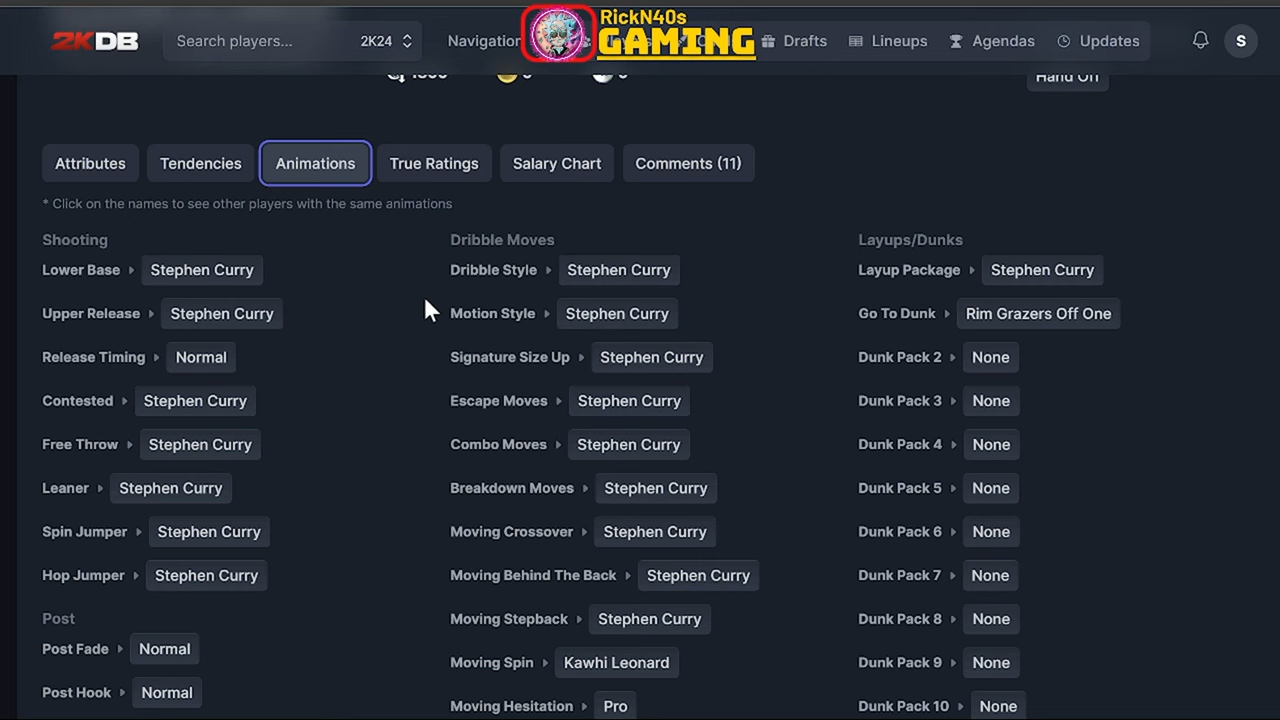 RickN40s
GAMING
2KDB
Search players...
2K24
Navigation
Drafts
Lineups
Agendas
Updates
S
Hand Off
Attributes
Tendencies
Animations
True Ratings
Salary Chart
Comments (11)
* Click on the names to see other players with the same animations
Shooting
Lower Base Stephen Curry
Upper Release Stephen Curry
Release Timing Normal
Contested Stephen Curry
Free Throw Stephen Curry
Leaner Stephen Curry
Spin Jumper Stephen Curry
Hop Jumper Stephen Curry
Post
Post Fade Normal
Post Hook Normal
Dribble Moves
Dribble Style Stephen Curry
Motion Style Stephen Curry
Signature Size Up Stephen Curry
Escape Moves Stephen Curry
Combo Moves Stephen Curry
Breakdown Moves Stephen Curry
Moving Crossover Stephen Curry
Moving Behind The Back Stephen Curry
Moving Stepback Stephen Curry
Moving Spin Kawhi Leonard
Moving Hesitation Pro
Layups/Dunks
Layup Package Stephen Curry
Go To Dunk Rim Grazers Off One
Dunk Pack 2 None
Dunk Pack 3 None
Dunk Pack 4 None
Dunk Pack 5 None
Dunk Pack 6 None
Dunk Pack 7 None
Dunk Pack 8 None
Dunk Pack 9 None
Dunk Pack 10 None